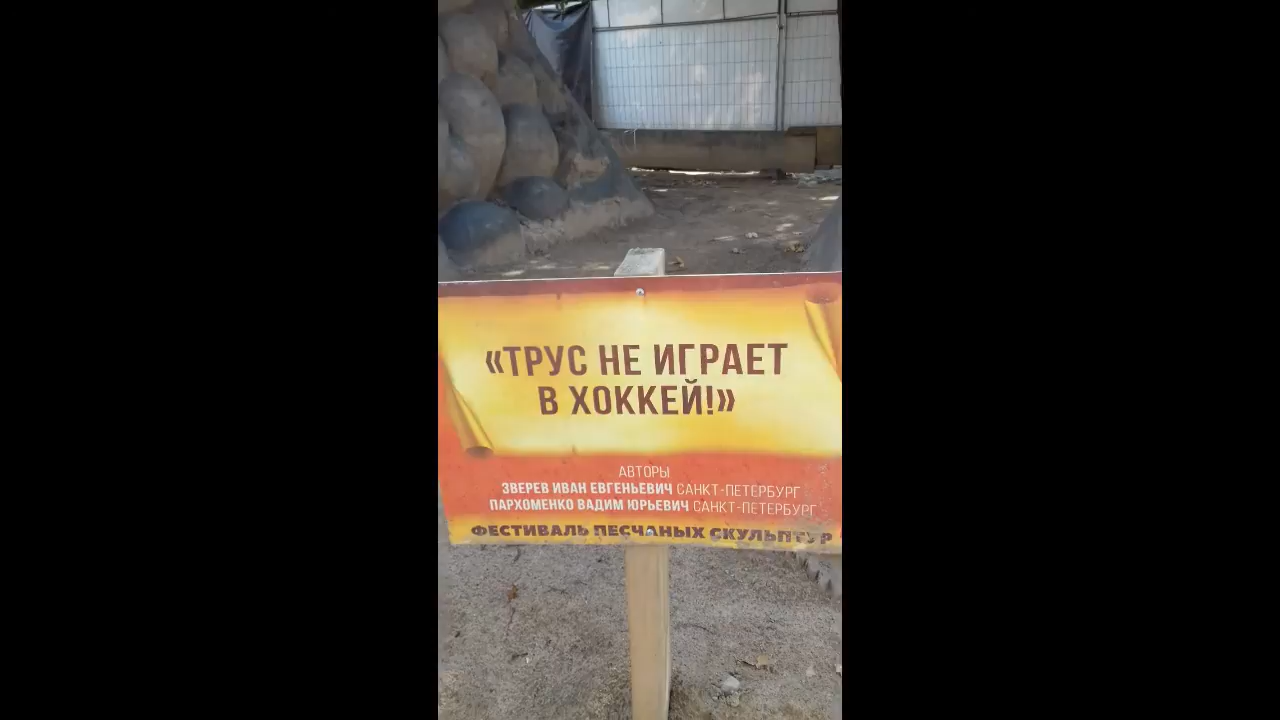 «ТРУС НЕ ИГРАЕТ
В ХОККЕЙ!»
АВТОРЫ
ЗВЕРЕВ ИВАН ЕВГЕНЬЕВИЧ САНКТ-ПЕТЕРБУРГ
ПАРХОМЕНКО ВАДИМ ЮРЬЕВИЧ САНКТ-ПЕТЕРБУРГ
ФЕСТИВАЛЬ ПЕСЧАНЫХ СКУЛЬПТУР